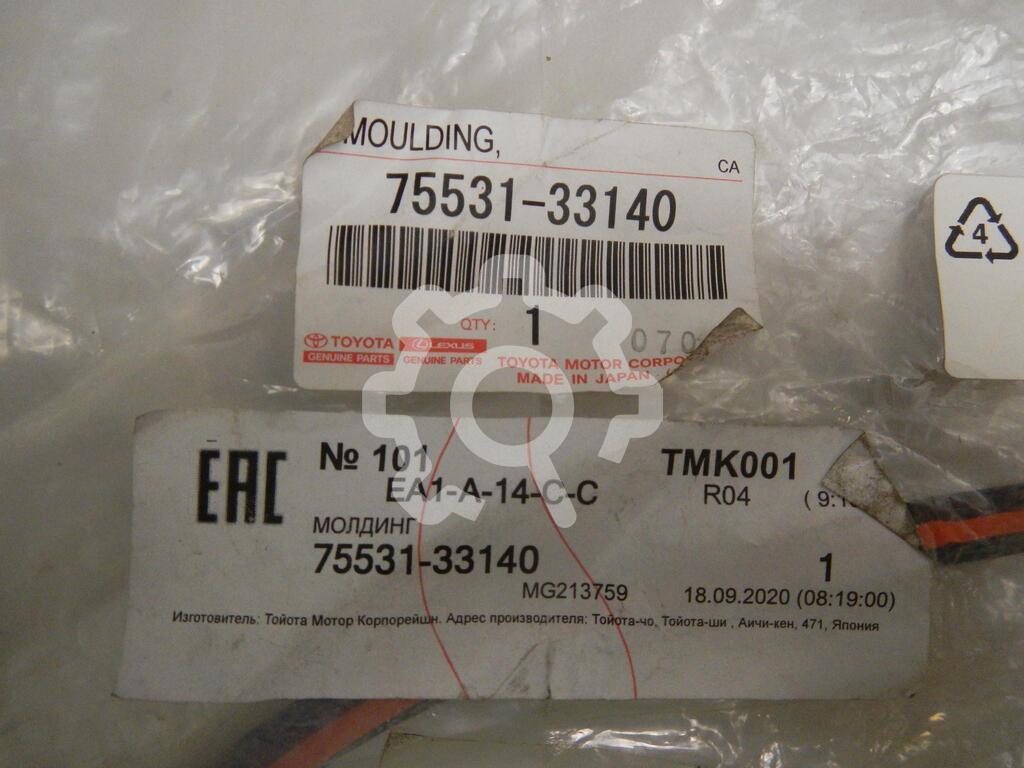 MOULDING,
CA
75531-33140
QTY: 1
070
TOYOTA
GENUINE PARTS
LEXUS
GENUINE PARTS
TOYOTA MOTOR
MADE IN JAPAN
4
EAC
№ 101
TMK001
EA1-A-14-C-C
R04
МОЛДИНГ
75531-33140
1
MG213759
18.09.2020 (08:19:00)
Изготовитель: Тойота Мотор Корпорейшн. Адрес производителя: Тойота-чо, Тойота-ши , Аичи-кен, 471, Япония